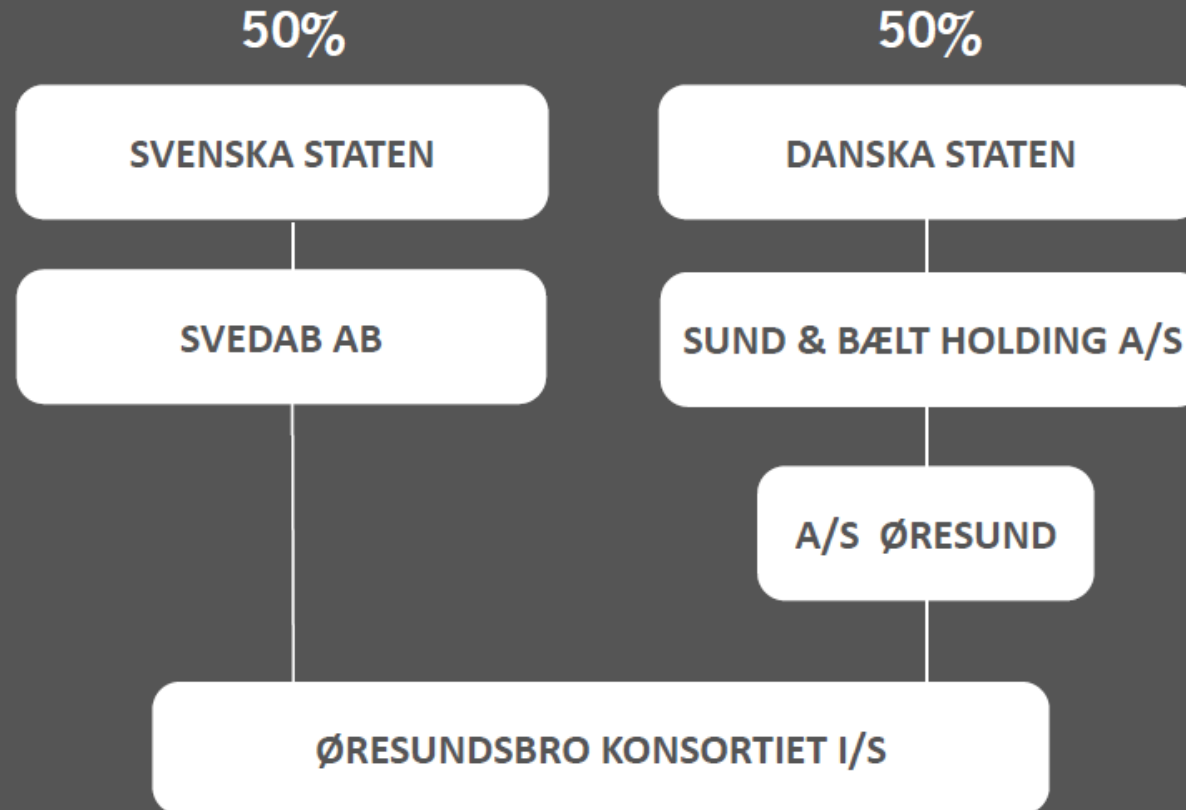 50%
50%
SVENSKA STATEN
DANSKA STATEN
SVEDAB AB
SUND & BÆLT HOLDING A/S
A/S ØRESUND
ØRESUNDSBRO KONSORTIET I/S